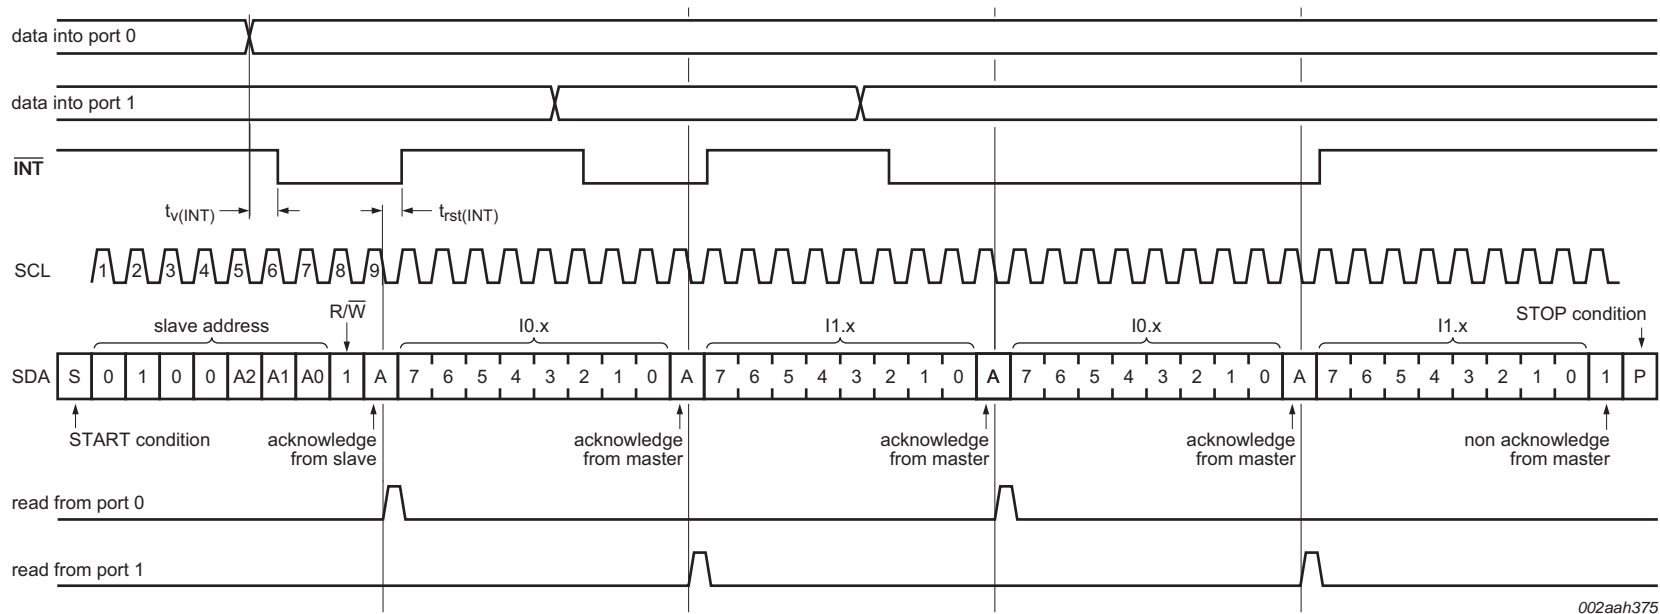 data into port 0
data into port 1
INT
tv(INT)
trst(INT)
SCL 1 2 3 4 5 6 7 8 9
R/W
slave address I0.x I1.x I0.x I1.x STOP condition
SDA S 0 1 0 0 A2 A1 A0 1 A 7 6 5 4 3 2 1 0 A 7 6 5 4 3 2 1 0 A 7 6 5 4 3 2 1 0 A 7 6 5 4 3 2 1 0 1 P
START condition
acknowledge
from slave
acknowledge
from master
acknowledge
from master
acknowledge
from master
non acknowledge
from master
read from port 0
read from port 1
002aah375